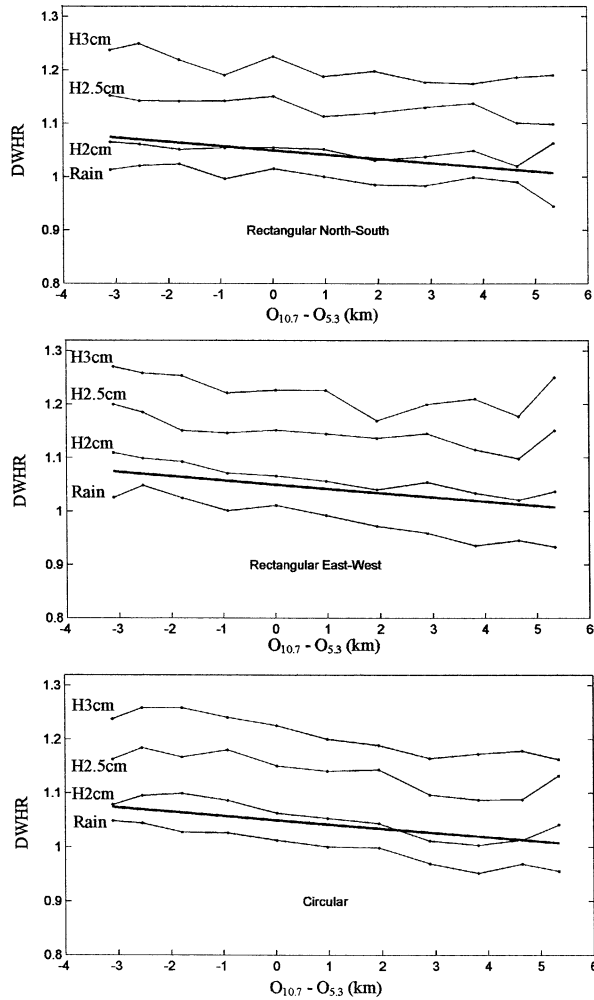 1.3
H3cm
1.2
H2.5cm
DWHR
1.1
H2cm
Rain
1
0.9
Rectangular North-South
0.8
-4 -3 -2 -1 0 1 2 3 4 5 6
O10.7 - O5.3 (km)
1.3
H3cm
H2.5cm
1.2
DWHR
1.1
H2cm
Rain
1
0.9
Rectangular East-West
0.8
-4 -3 -2 -1 0 1 2 3 4 5 6
O10.7 - O5.3 (km)
1.3
H3cm
1.2
H2.5cm
DWHR
1.1
H2cm
Rain
1
0.9
Circular
0.8
-4 -3 -2 -1 0 1 2 3 4 5 6
O10.7 - O5.3 (km)